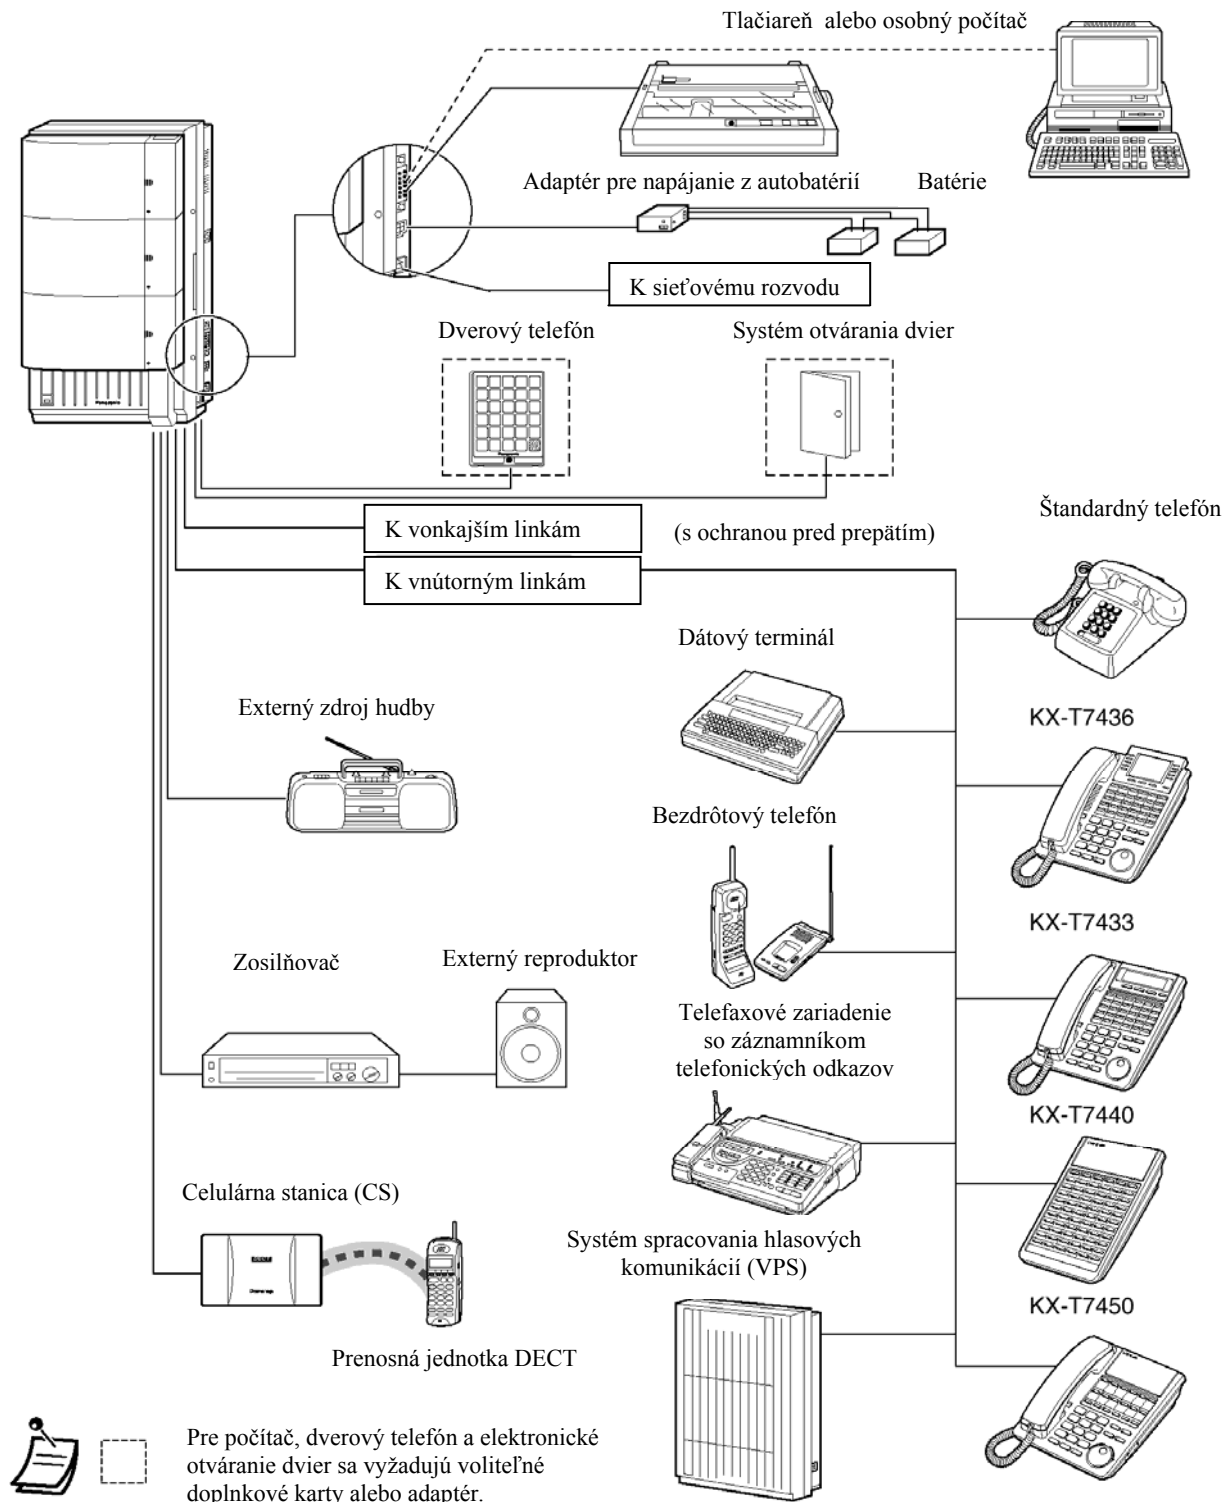 Tlačiareň alebo osobný počítač
Adaptér pre napájanie z autobatérií
Batérie
K sieťovému rozvodu
Dverový telefón
Systém otvárania dvier
K vonkajším linkám
(s ochranou pred prepätím)
K vnútorným linkám
Štandardný telefón
Dátový terminál
KX-T7436
Externý zdroj hudby
Bezdrôtový telefón
KX-T7433
Zosilňovač
Externý reproduktor
Telefaxové zariadenie
so záznamníkom
telefonických odkazov
KX-T7440
Celulárna stanica (CS)
Systém spracovania hlasových
komunikácií (VPS)
KX-T7450
Prenosná jednotka DECT
Pre počítač, dverový telefón a elektronické
otváranie dvier sa vyžadujú voliteľné
doplnkové karty alebo adaptér.